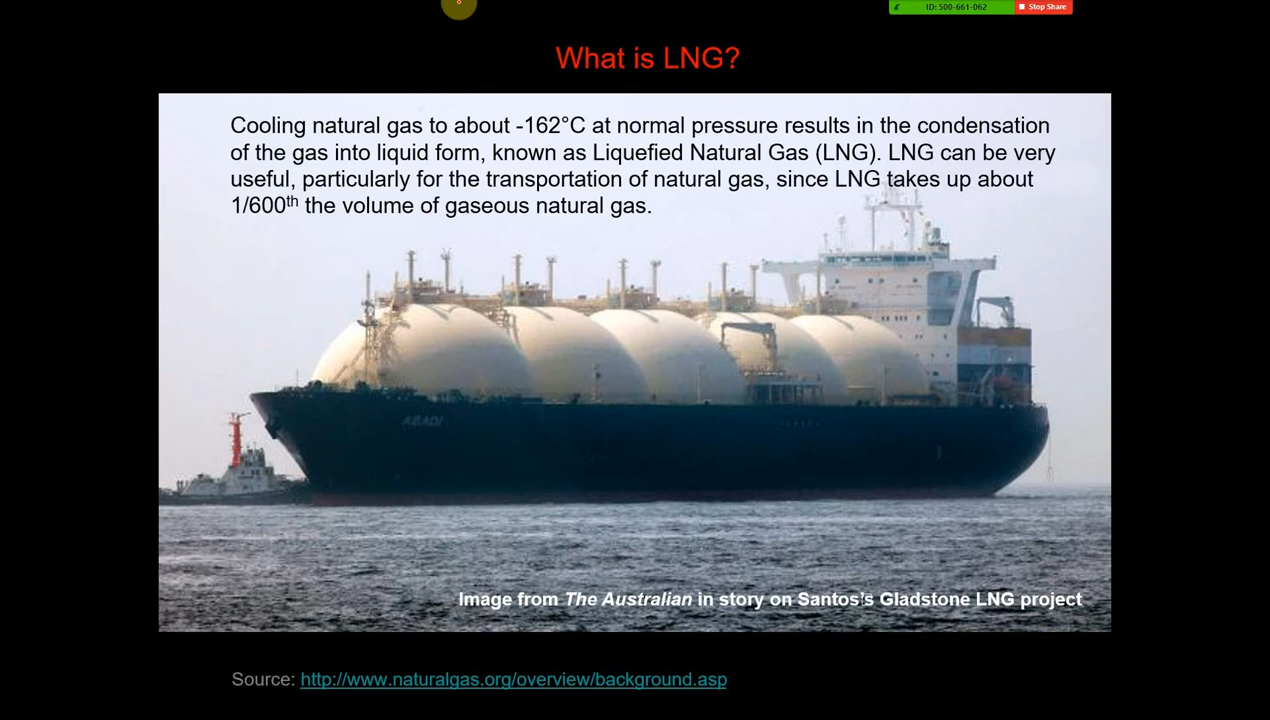 ID: 500-661-062
Stop Share
What is LNG?
Cooling natural gas to about -162°C at normal pressure results in the condensation
of the gas into liquid form, known as Liquefied Natural Gas (LNG). LNG can be very
useful, particularly for the transportation of natural gas, since LNG takes up about
1/600th the volume of gaseous natural gas.
ABADI
Image from The Australian in story on Santos's Gladstone LNG project
Source: http://www.naturalgas.org/overview/background.asp